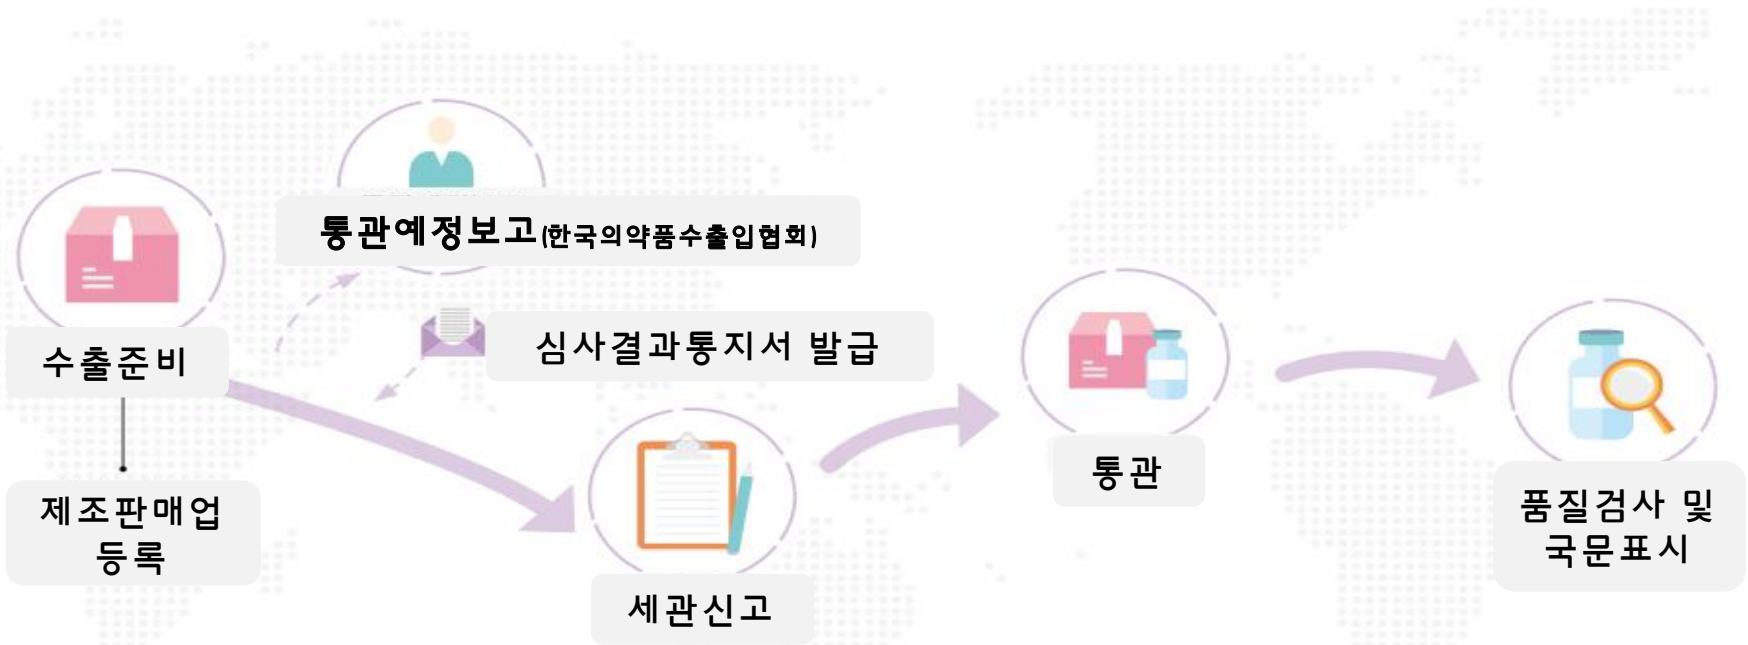 통관예정보고(한국의약품수출입협회)
수출준비
심사결과통지서 발급
제조판매업
등록
세관신고
통관
품질검사 및
국문표시